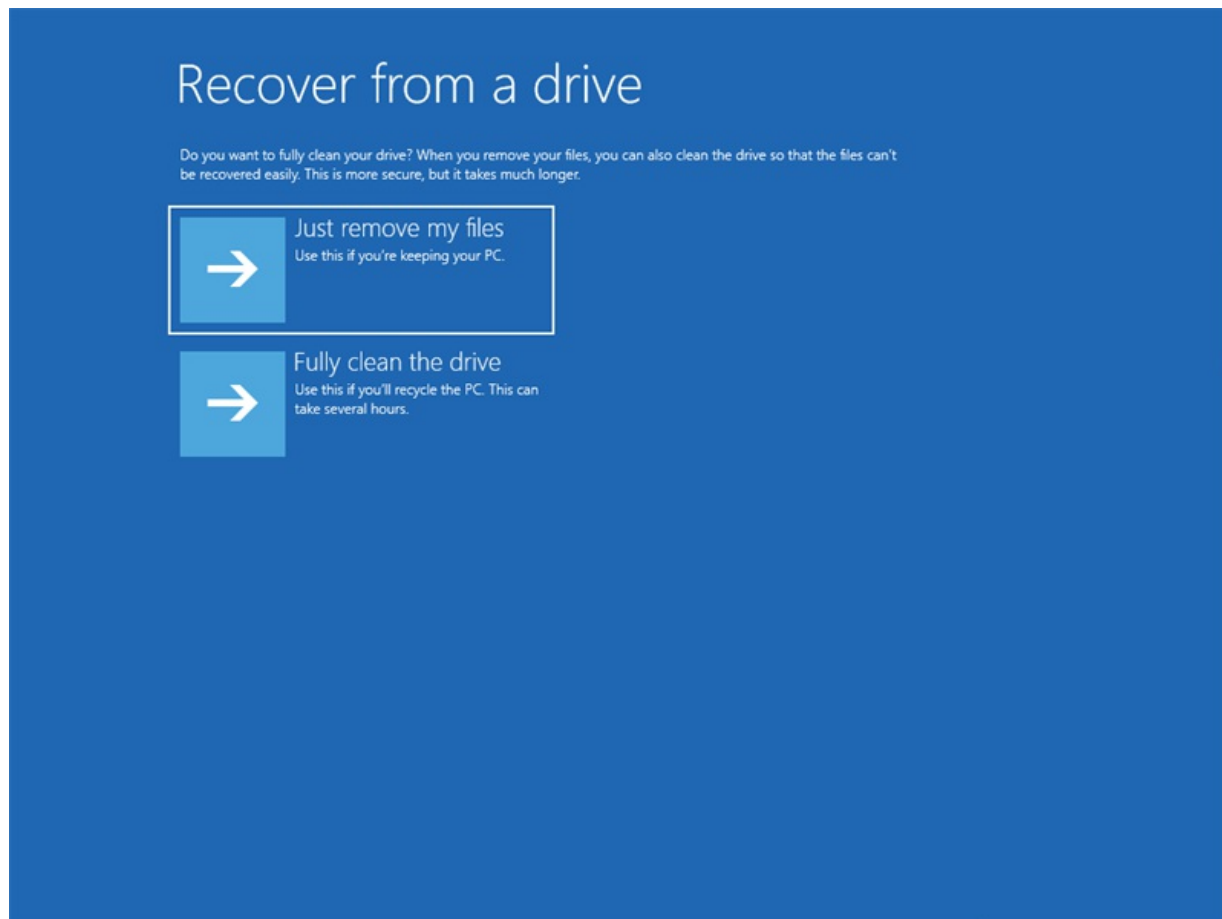 Recover from a drive
Do you want to fully clean your drive? When you remove your files, you can also clean the drive so that the files can't
be recovered easily. This is more secure, but it takes much longer.
Just remove my files
Use this if you're keeping your PC.
Fully clean the drive
Use this if you'll recycle the PC. This can
take several hours.